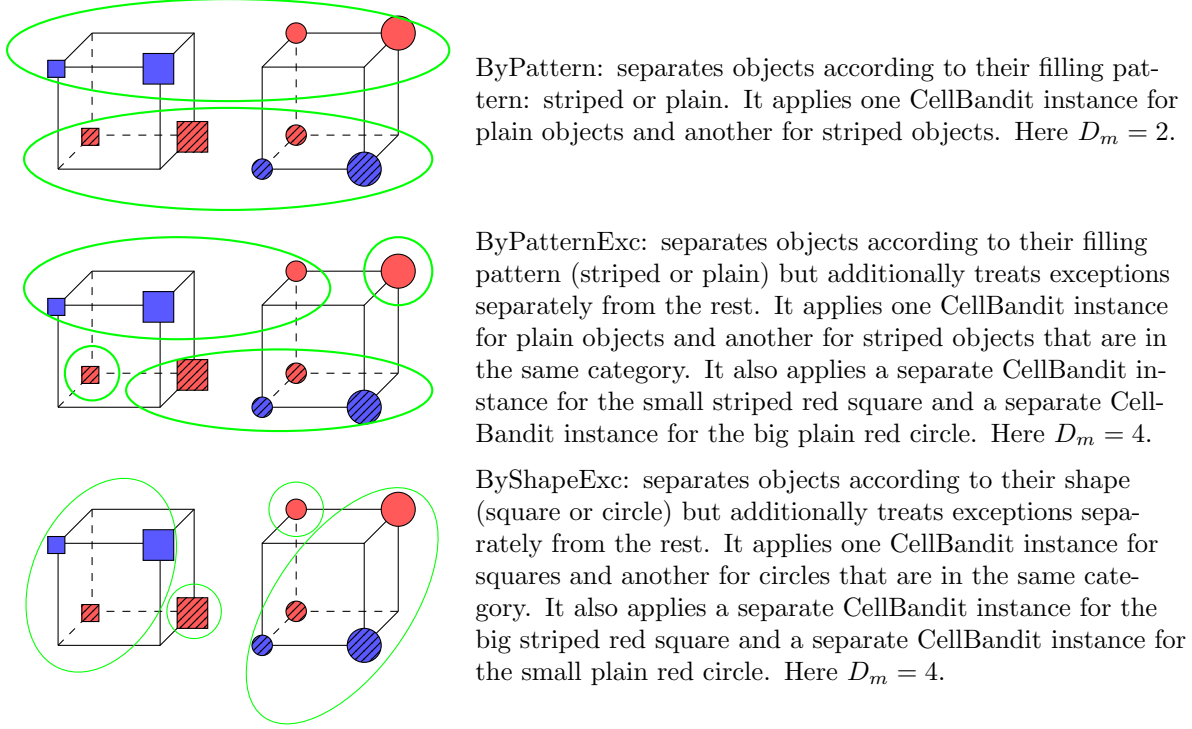 ByPattern: separates objects according to their filling pat-
tern: striped or plain. It applies one CellBandit instance for
plain objects and another for striped objects. Here $D_m = 2$.
ByPatternExc: separates objects according to their filling
pattern (striped or plain) but additionally treats exceptions
separately from the rest. It applies one CellBandit instance
for plain objects and another for striped objects that are in
the same category. It also applies a separate CellBandit in-
stance for the small striped red square and a separate Cell-
Bandit instance for the big plain red circle. Here $D_m = 4$.
ByShapeExc: separates objects according to their shape
(square or circle) but additionally treats exceptions sepa-
rately from the rest. It applies one CellBandit instance for
squares and another for circles that are in the same cate-
gory. It also applies a separate CellBandit instance for the
big striped red square and a separate CellBandit instance for
the small plain red circle. Here $D_m = 4$.